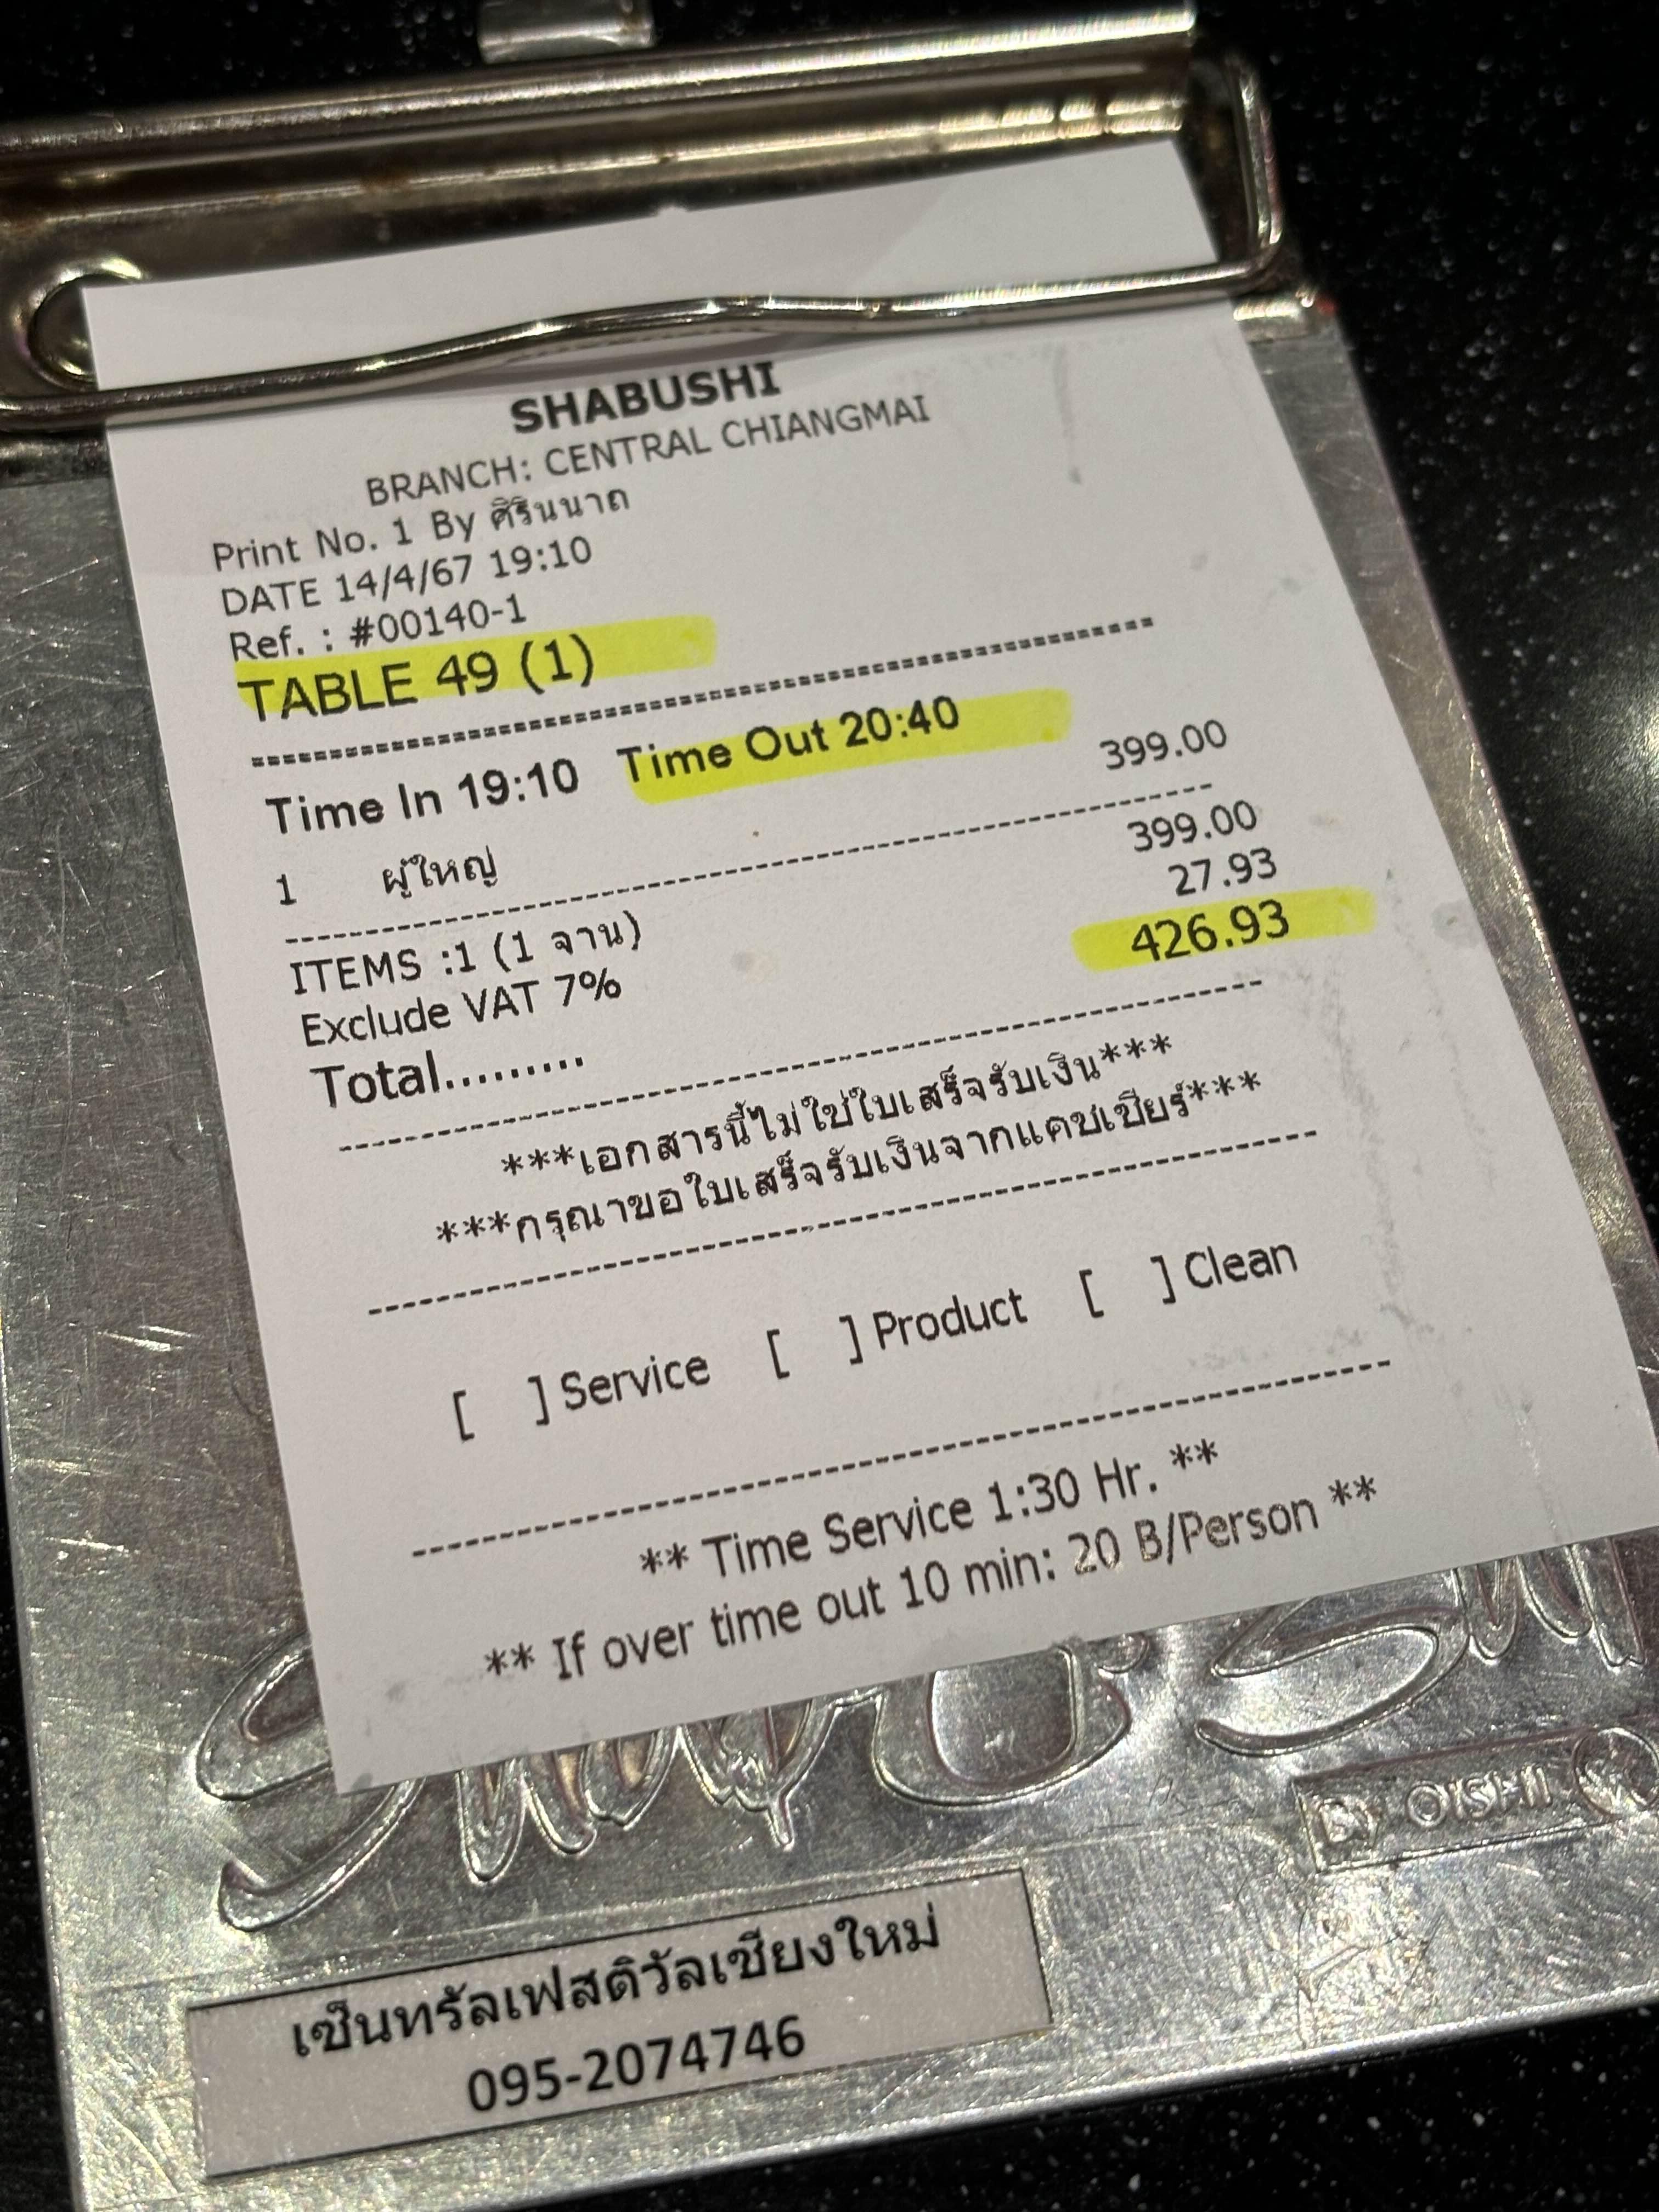 SHABUSHI
BRANCH: CENTRAL CHIANGMAI
Print No. 1 By ศิรินนาถ
DATE 14/4/67 19:10
Ref. : #00140-1
TABLE 49 (1)
Time In 19:10 Time Out 20:40
1 ผู้ใหญ่ 399.00
ITEMS :1 (1 จาน) 399.00
Exclude VAT 7% 27.93
Total......... 426.93
***เอกสารนี้ไม่ใช่ใบเสร็จรับเงิน***
***กรุณาขอใบเสร็จรับเงินจากแคชเชียร์***
[ ] Service [ ] Product [ ] Clean
** Time Service 1:30 Hr. **
** If over time out 10 min: 20 B/Person **
By OISHI
เซ็นทรัลเฟสติวัลเชียงใหม่
095-2074746